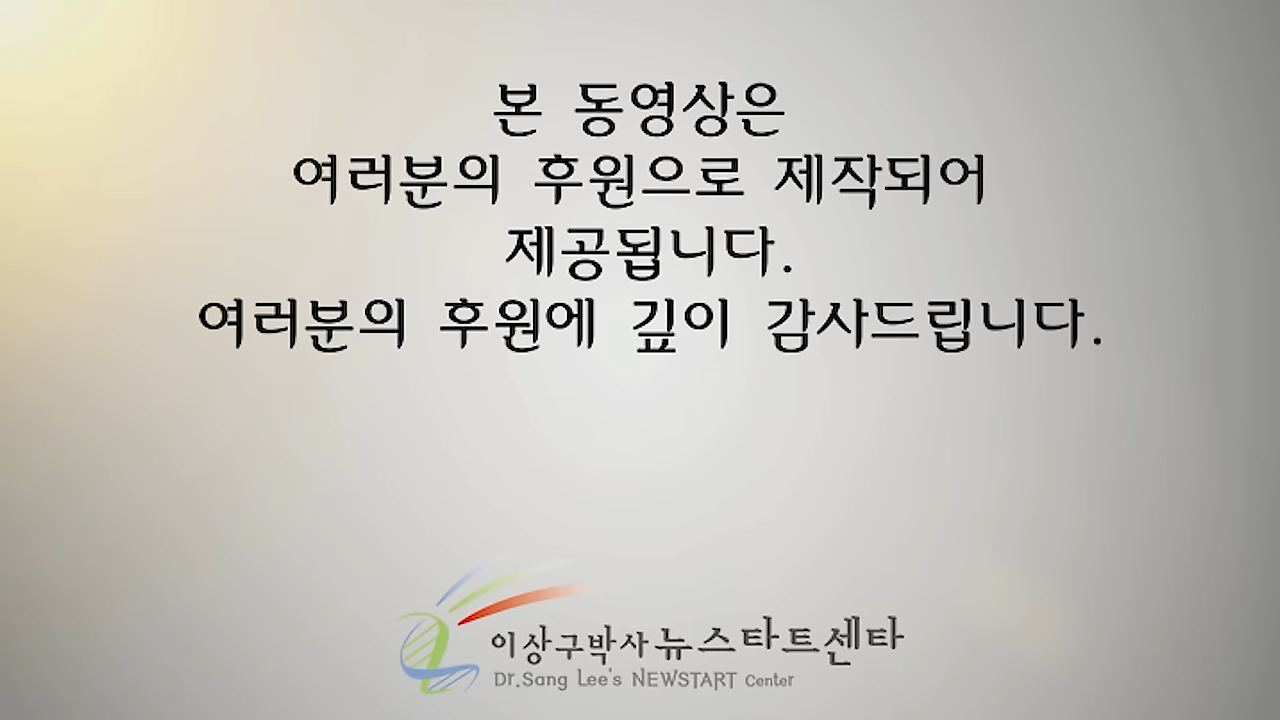 본 동영상은
여러분의 후원으로 제작되어
제공됩니다.
여러분의 후원에 깊이 감사드립니다.
이상구박사 뉴스타트센타
Dr.Sang Lee's NEWSTART Center